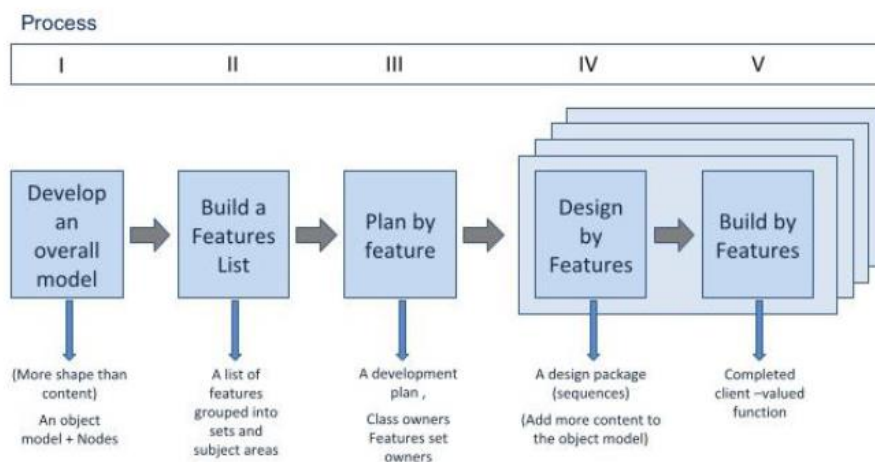 Process
I
II
III
IV
V
Develop
an
overall
model
Build a
Features
List
Plan by
feature
Design
by
Features
Build by
Features
(More shape than
content)
An object
model + Nodes
A list of
features
grouped into
sets and
subject areas
A development
plan ,
Class owners
Features set
owners
A design package
(sequences)
(Add more content to
the object model)
Completed
client –valued
function